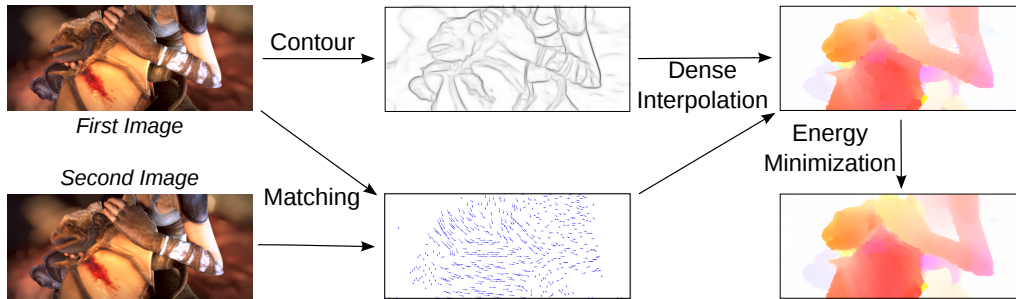 Contour
Dense
Interpolation
First Image
Energy
Minimization
Second Image
Matching